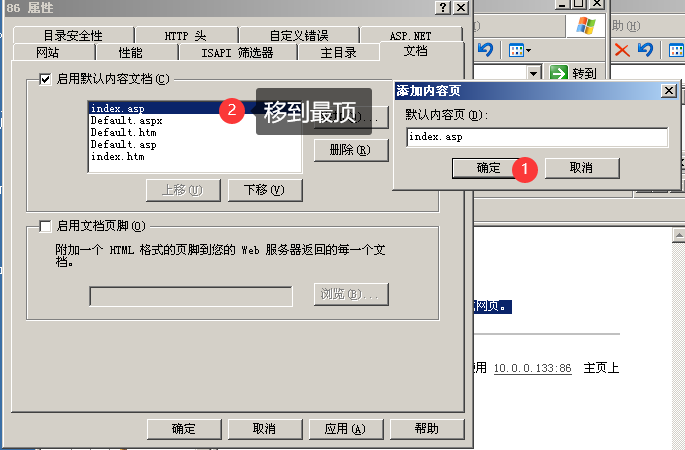 86 属性
目录安全性
HTTP 头
自定义错误
ASP.NET
网站
性能
ISAPI 筛选器
主目录
文档
启用默认内容文档(C)
index.asp
Default.aspx
Default.htm
Default.asp
index.htm
2
移到最顶
删除(R)
上移(U)
下移(V)
启用文档页脚(O)
附加一个 HTML 格式的页脚到您的 Web 服务器返回的每一个文
档。
浏览(B)...
确定
取消
应用(A)
帮助
添加内容页
默认内容页(D):
index.asp
确定
1
取消
助(H)
转到
网页。
使用 10.0.0.133:86 主页上